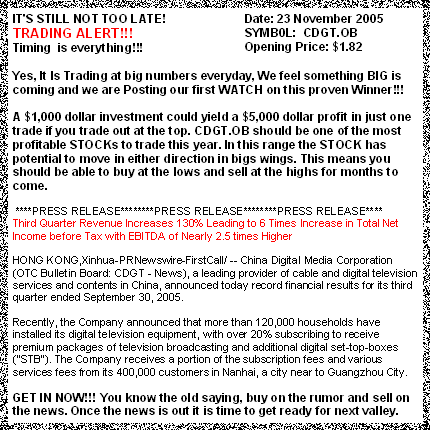 IT'S STILL NOT TOO LATE! Date: 23 November 2005
TRADING ALERT!!! SYMB0L: CDGT.OB
Timing is everything!!! Opening Price: $1.82
Yes, It Is Trading at big numbers everyday, We feel something BIG is
coming and we are Posting our first WATCH on this proven Winner!!!
A $1,000 dollar investment could yield a $5,000 dollar profit in just one
trade if you trade out at the top. CDGT.OB should be one of the most
profitable STOCKs to trade this year. In this range the STOCK has
potential to move in either direction in bigs wings. This means you
should be able to buy at the lows and sell at the highs for months to
come.
****PRESS RELEASE********PRESS RELEASE********PRESS RELEASE****
Third Quarter Revenue Increases 130% Leading to 6 Times Increase in Total Net
Income before Tax with EBITDA of Nearly 2.5 times Higher
HONG KONG,Xinhua-PRNewswire-FirstCall/ -- China Digital Media Corporation
(OTC Bulletin Board: CDGT - News), a leading provider of cable and digital television
services and contents in China, announced today record financial results for its third
quarter ended September 30, 2005.
Recently, the Company announced that more than 120,000 households have
installed its digital television equipment, with over 20% subscribing to receive
premium packages of television broadcasting and additional digital set-top-boxes
("STB"). The Company receives a portion of the subscription fees and various
services fees from its 400,000 customers in Nanhai, a city near to Guangzhou City.
GET IN NOW!!! You know the old saying, buy on the rumor and sell on
the news. Once the news is out it is time to get ready for next valley.